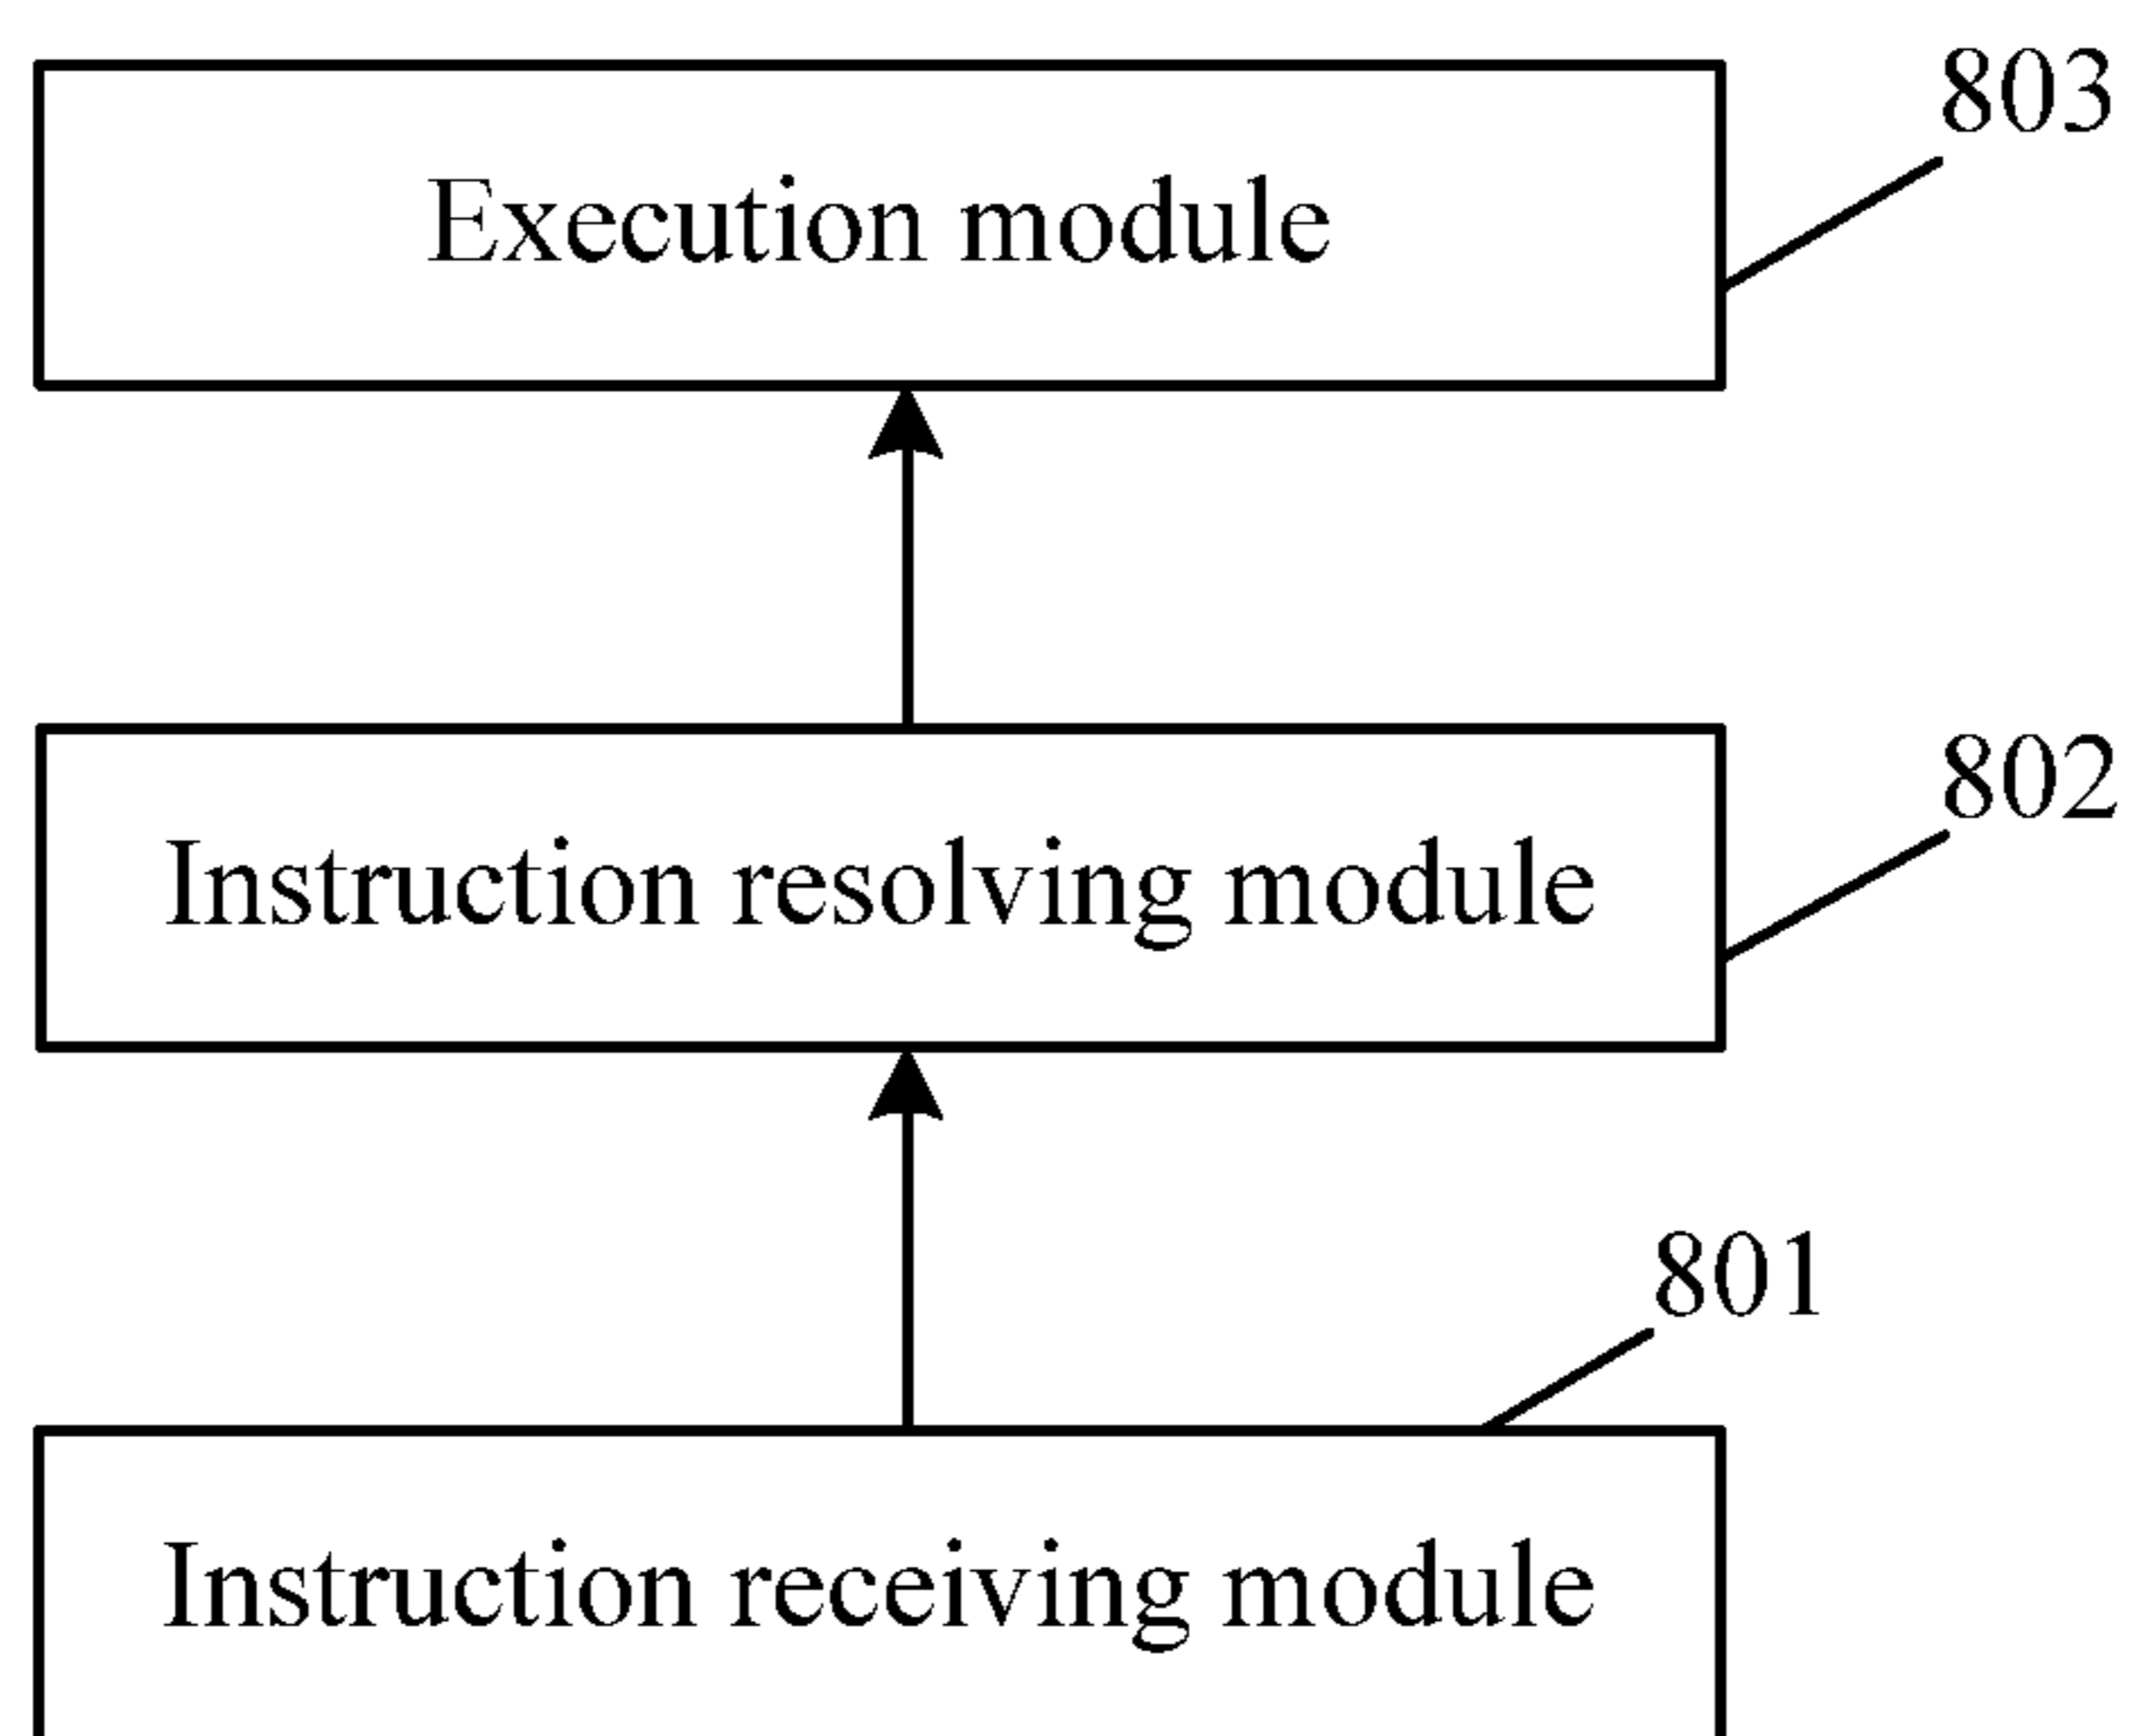 803
Execution module
802
Instruction resolving module
801
Instruction receiving module